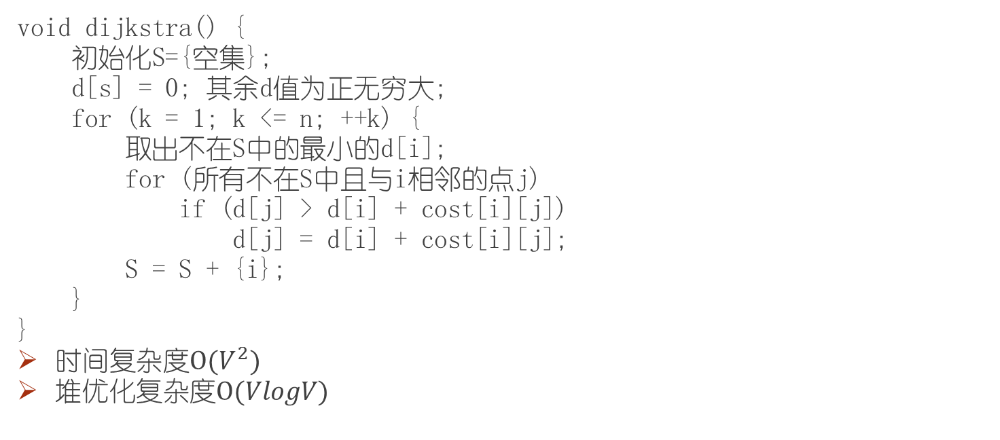 void dijkstra() {
    初始化S={空集};
    d[s] = 0; 其余d值为正无穷大;
    for (k = 1; k <= n; ++k) {
        取出不在S中的最小的d[i];
        for (所有不在S中且与i相邻的点j)
            if (d[j] > d[i] + cost[i][j])
                d[j] = d[i] + cost[i][j];
        S = S + {i};
    }
}
➢ 时间复杂度O(V²)
➢ 堆优化复杂度O(VlogV)